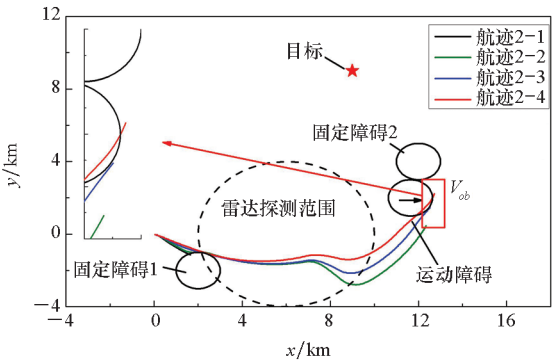 12
8
4
0
−4
y/km
−4
0
4
8
12
16
x/km
目标
航迹2-1
航迹2-2
航迹2-3
航迹2-4
固定障碍2
V_ob
雷达探测范围
固定障碍1
运动障碍